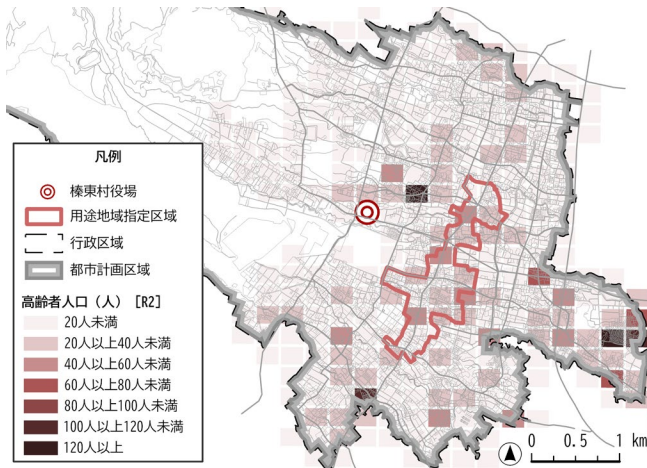 凡例
榛東村役場
用途地域指定区域
行政区域
都市計画区域
高齢者人口（人）［R2］
20人未満
20人以上40人未満
40人以上60人未満
60人以上80人未満
80人以上100人未満
100人以上120人未満
120人以上
0 0.5 1 km